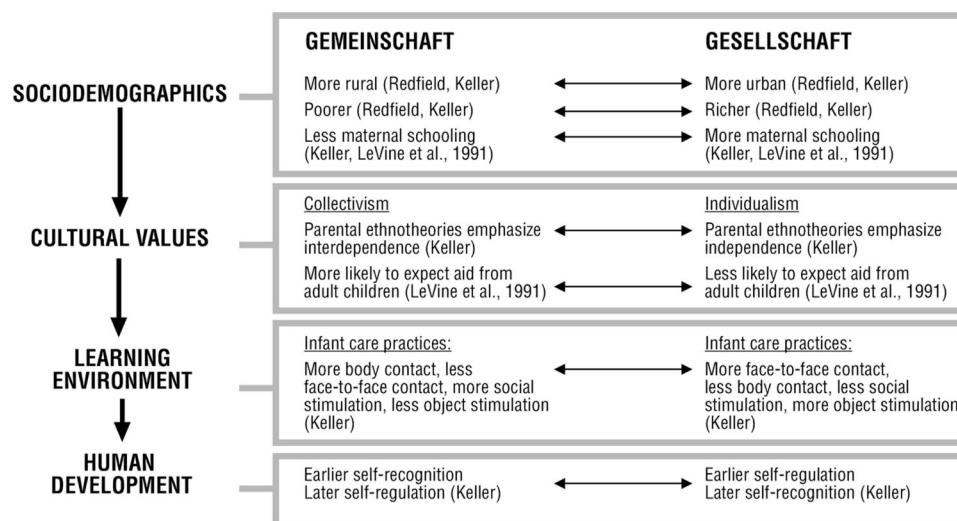 GEMEINSCHAFT
GESELLSCHAFT
SOCIODEMOGRAPHICS
More rural (Redfield, Keller)
More urban (Redfield, Keller)
Poorer (Redfield, Keller)
Richer (Redfield, Keller)
Less maternal schooling
(Keller, LeVine et al., 1991)
More maternal schooling
(Keller, LeVine et al., 1991)
CULTURAL VALUES
Collectivism
Parental ethnotheories emphasize
interdependence (Keller)
More likely to expect aid from
adult children (LeVine et al., 1991)
Individualism
Parental ethnotheories emphasize
independence (Keller)
Less likely to expect aid from
adult children (LeVine et al., 1991)
LEARNING
ENVIRONMENT
Infant care practices:
More body contact, less
face-to-face contact, more social
stimulation, less object stimulation
(Keller)
Infant care practices:
More face-to-face contact,
less body contact, less social
stimulation, more object stimulation
(Keller)
HUMAN
DEVELOPMENT
Earlier self-recognition
Later self-regulation (Keller)
Earlier self-regulation
Later self-recognition (Keller)